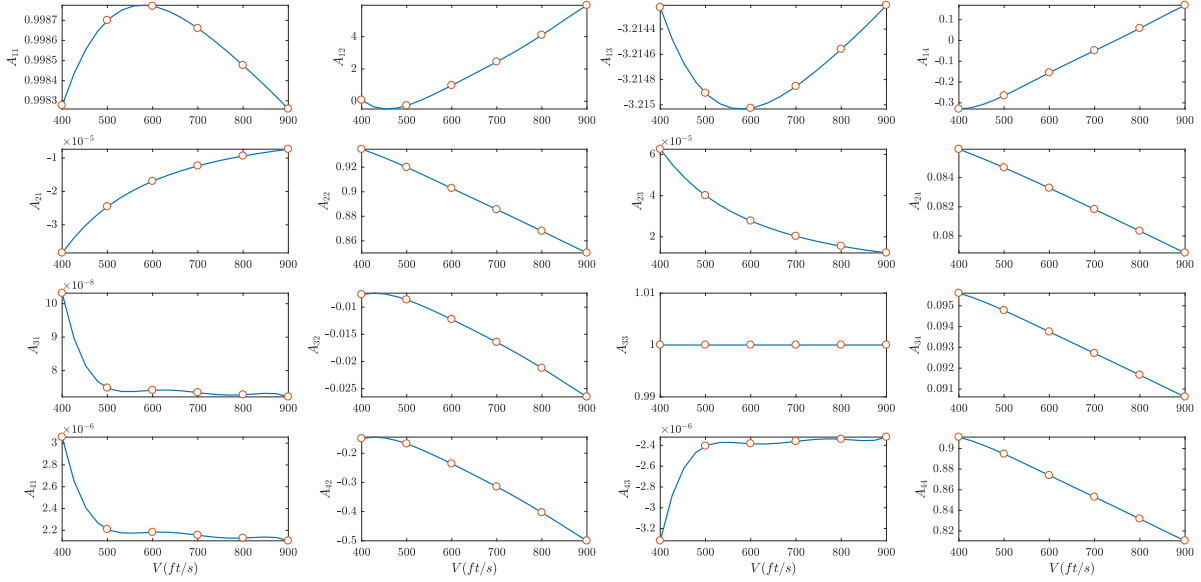 0.9987
0.9986
0.9985
0.9984
0.9983
A₁₁
400 500 600 700 800 900
4
2
0
A₁₂
400 500 600 700 800 900
-3.2144
-3.2146
-3.2148
-3.215
A₁₃
400 500 600 700 800 900
0.1
0
-0.1
-0.2
-0.3
A₁₄
400 500 600 700 800 900
×10⁻⁵
-1
-2
-3
A₂₁
400 500 600 700 800 900
0.92
0.9
0.88
0.86
A₂₂
400 500 600 700 800 900
×10⁻⁵
6
4
2
A₂₃
400 500 600 700 800 900
0.084
0.082
0.08
A₂₄
400 500 600 700 800 900
×10⁻⁸
10
9
8
A₃₁
400 500 600 700 800 900
-0.01
-0.015
-0.02
-0.025
A₃₂
400 500 600 700 800 900
1.01
1
0.99
A₃₃
400 500 600 700 800 900
0.095
0.094
0.093
0.092
0.091
A₃₄
400 500 600 700 800 900
×10⁻⁶
3
2.8
2.6
2.4
2.2
A₄₁
400 500 600 700 800 900
V(ft/s)
-0.2
-0.3
-0.4
-0.5
A₄₂
400 500 600 700 800 900
V(ft/s)
×10⁻⁶
-2.4
-2.6
-2.8
-3
-3.2
A₄₃
400 500 600 700 800 900
V(ft/s)
0.9
0.88
0.86
0.84
0.82
A₄₄
400 500 600 700 800 900
V(ft/s)